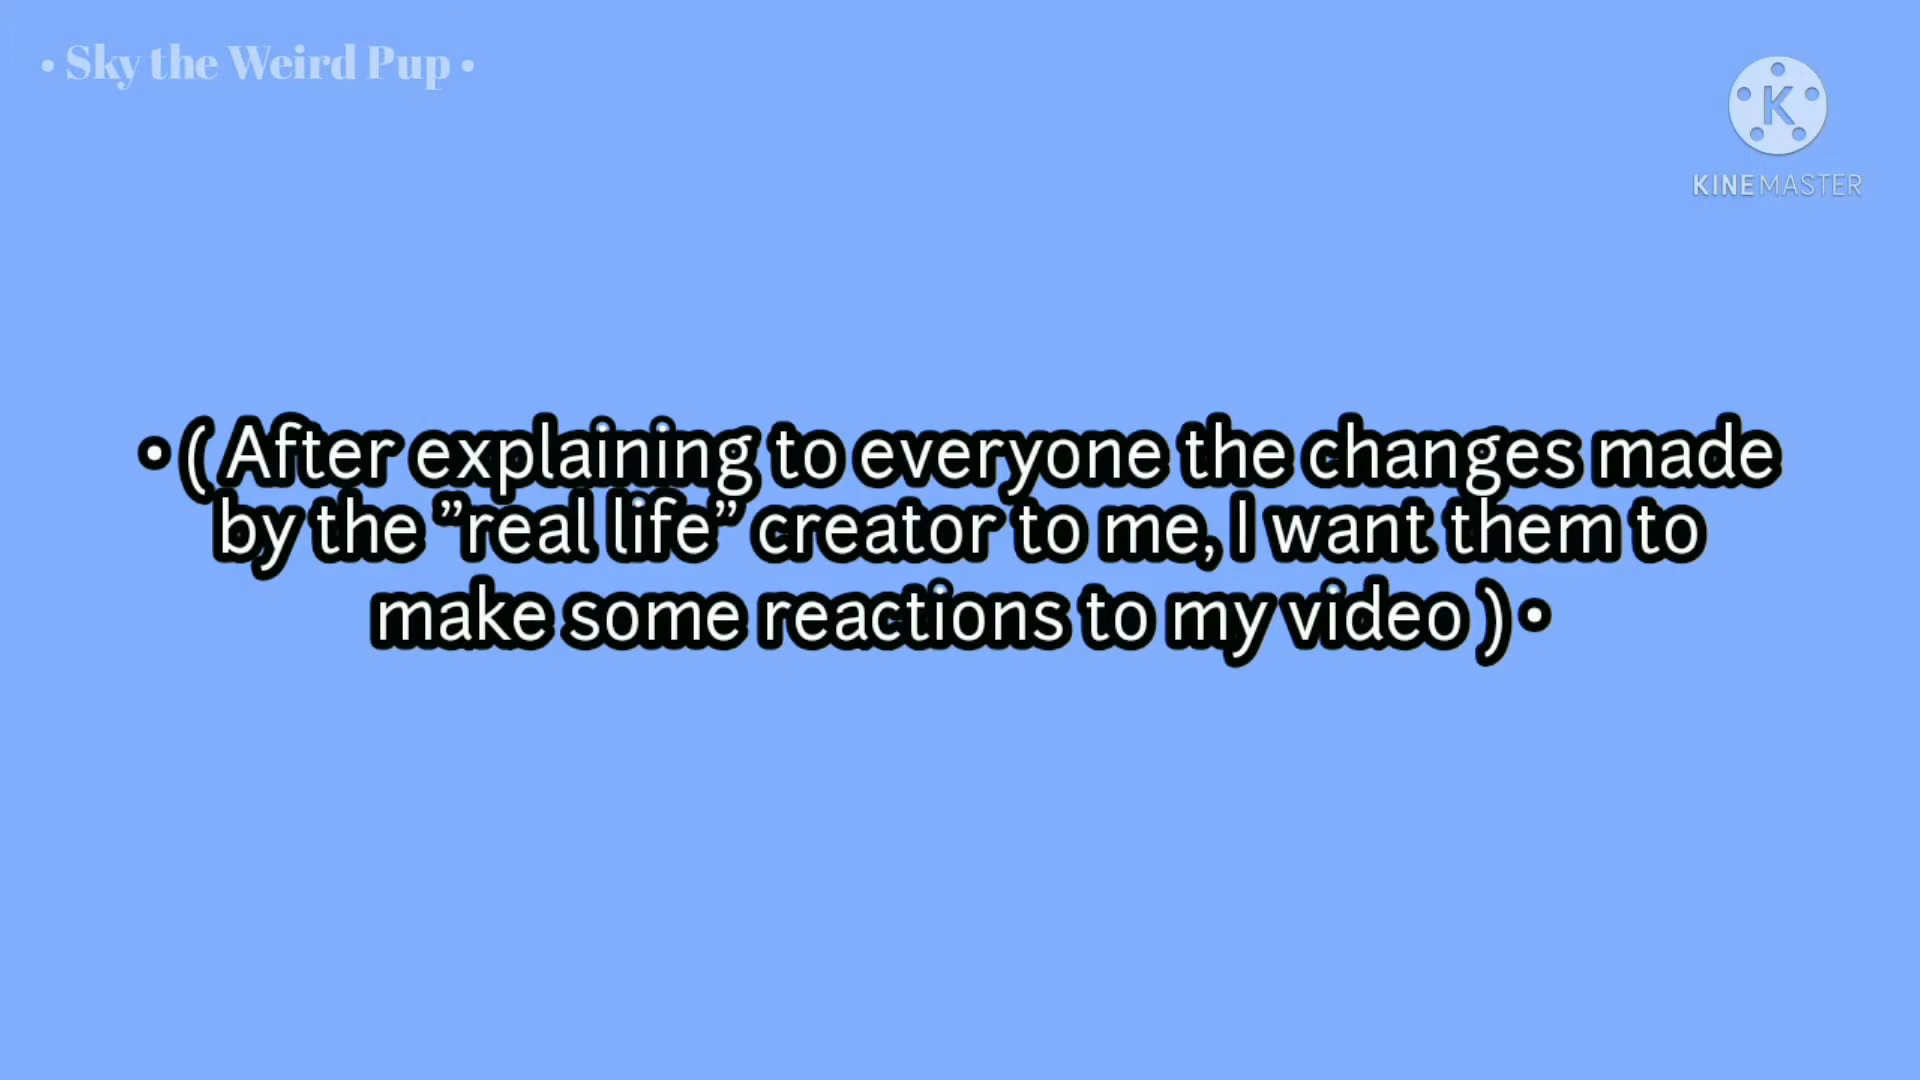 • Sky the Weird Pup •
K
KINEMASTER
• ( After explaining to everyone the changes made
by the ”real life” creator to me, I want them to
make some reactions to my video ) •